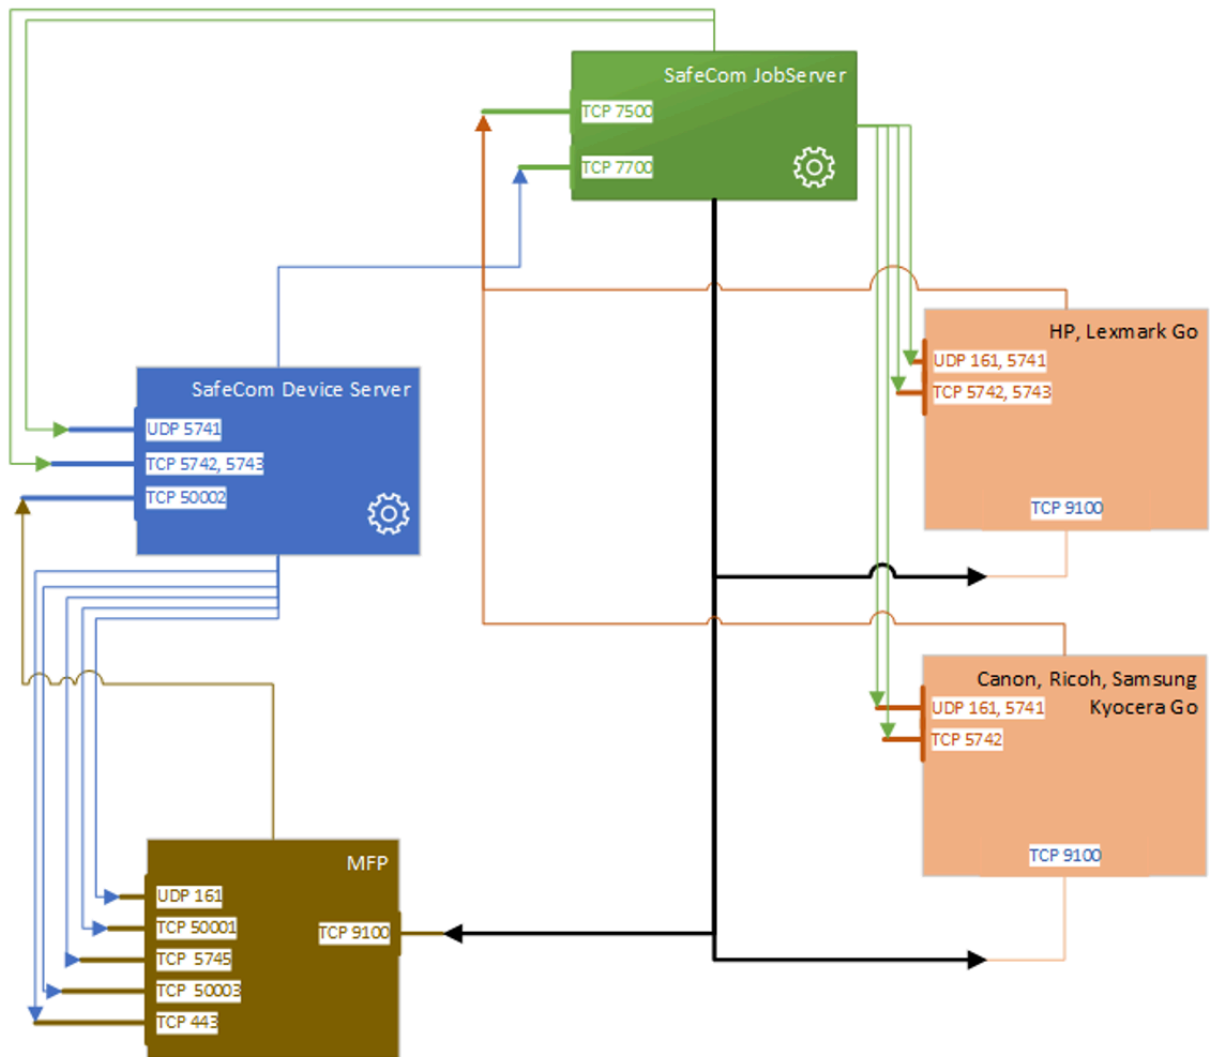 SafeCom JobServer
TCP 7500
TCP 7700
HP, Lexmark Go
UDP 161, 5741
TCP 5742, 5743
TCP 9100
SafeCom Device Server
UDP 5741
TCP 5742, 5743
TCP 50002
Canon, Ricoh, Samsung
Kyocera Go
UDP 161, 5741
TCP 5742
TCP 9100
MFP
UDP 161
TCP 50001
TCP 5745
TCP 50003
TCP 443
TCP 9100